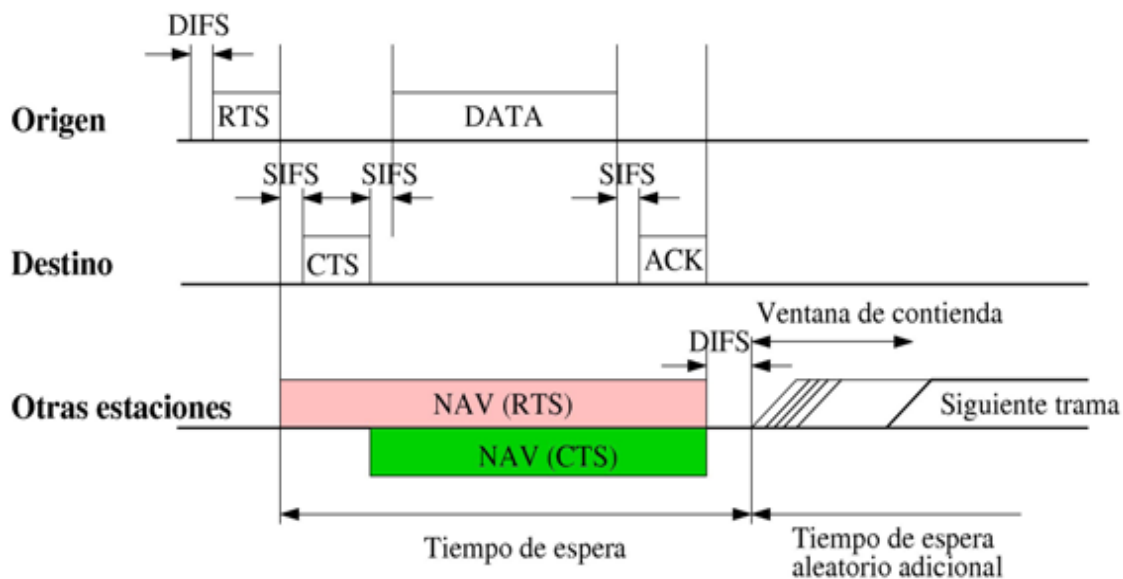 DIFS
Origen
RTS
DATA
SIFS
SIFS
SIFS
Destino
CTS
ACK
Ventana de contienda
DIFS
Otras estaciones
NAV (RTS)
Siguiente trama
NAV (CTS)
Tiempo de espera
Tiempo de espera
aleatorio adicional